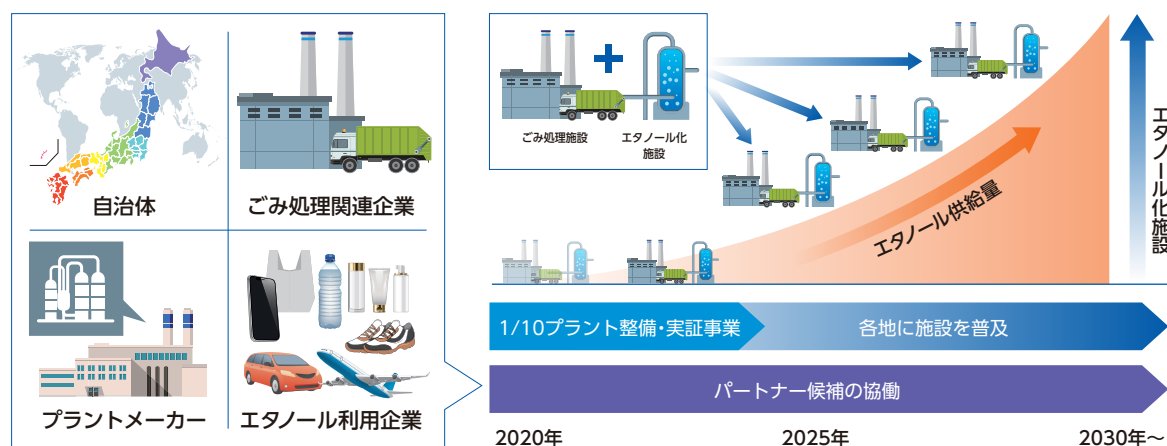 自治体
ごみ処理関連企業
プラントメーカー
エタノール利用企業
ごみ処理施設
エタノール化
施設
エタノール供給量
エタノール化施設
1/10プラント整備・実証事業
各地に施設を普及
パートナー候補の協働
2020年
2025年
2030年～